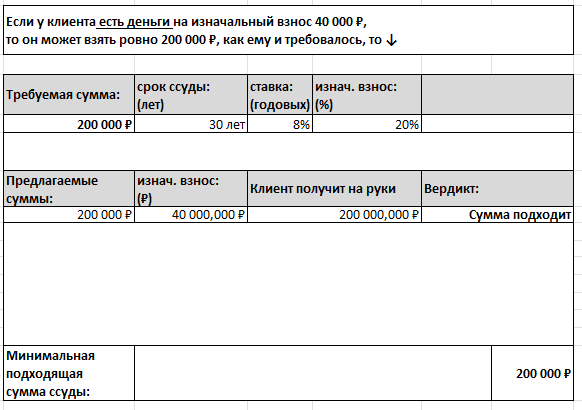 Если у клиента есть деньги на изначальный взнос 40 000 ₽,
то он может взять ровно 200 000 ₽, как ему и требовалось, то ↓
Требуемая сумма: срок ссуды: (лет) ставка: (годовых) изнач. взнос: (%)
200 000 ₽ 30 лет 8% 20%
Предлагаемые суммы: изнач. взнос: (₽) Клиент получит на руки Вердикт:
200 000 ₽ 40 000,000 ₽ 200 000,000 ₽ Сумма подходит
Минимальная
подходящая
сумма ссуды: 200 000 ₽